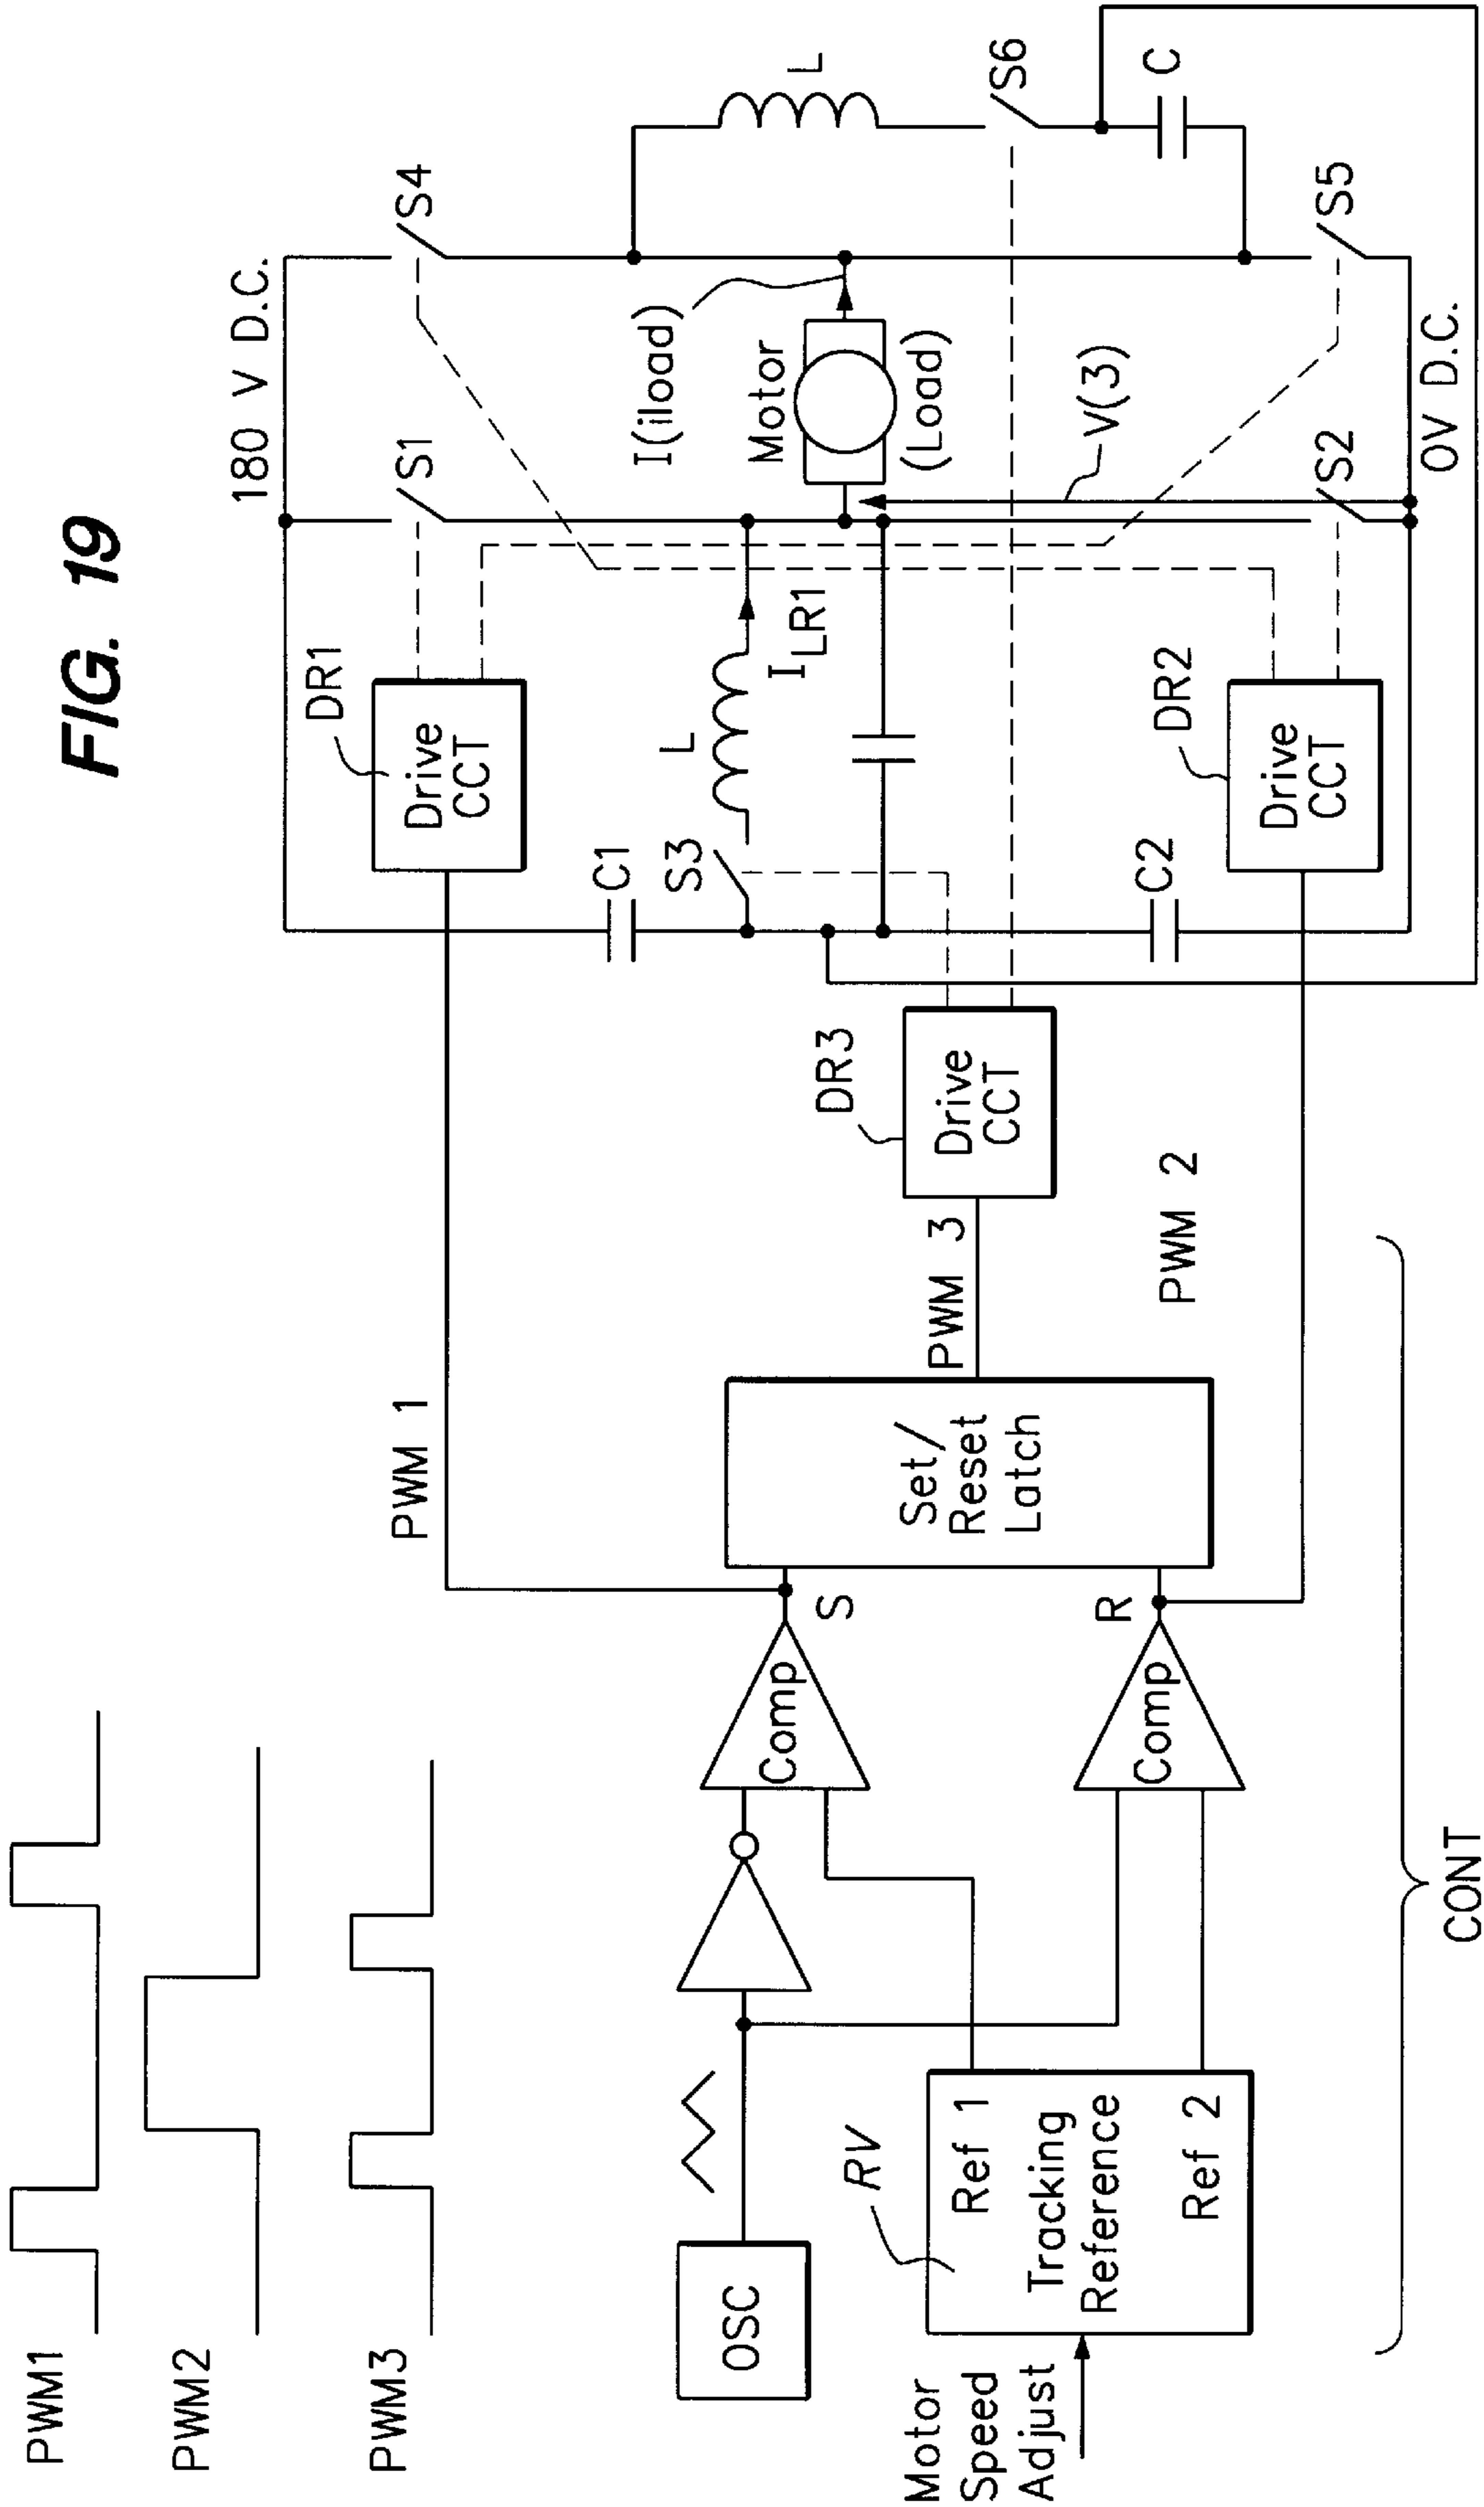 FIG. 19
PWM1
PWM2
PWM3
OSC
Motor
Speed
Adjust
RV
Ref 1
Tracking
Reference
Ref 2
Comp
Comp
S
R
CONT
Set/
Reset
Latch
PWM 1
PWM 3
PWM 2
DR3
Drive
CCT
DR1
Drive
CCT
DR2
Drive
CCT
C1
S3
C2
L
ILR1
180 V D.C.
S1
S4
I(iload)
Motor
(Load)
V(3)
S2
0V D.C.
S5
L
S6
C